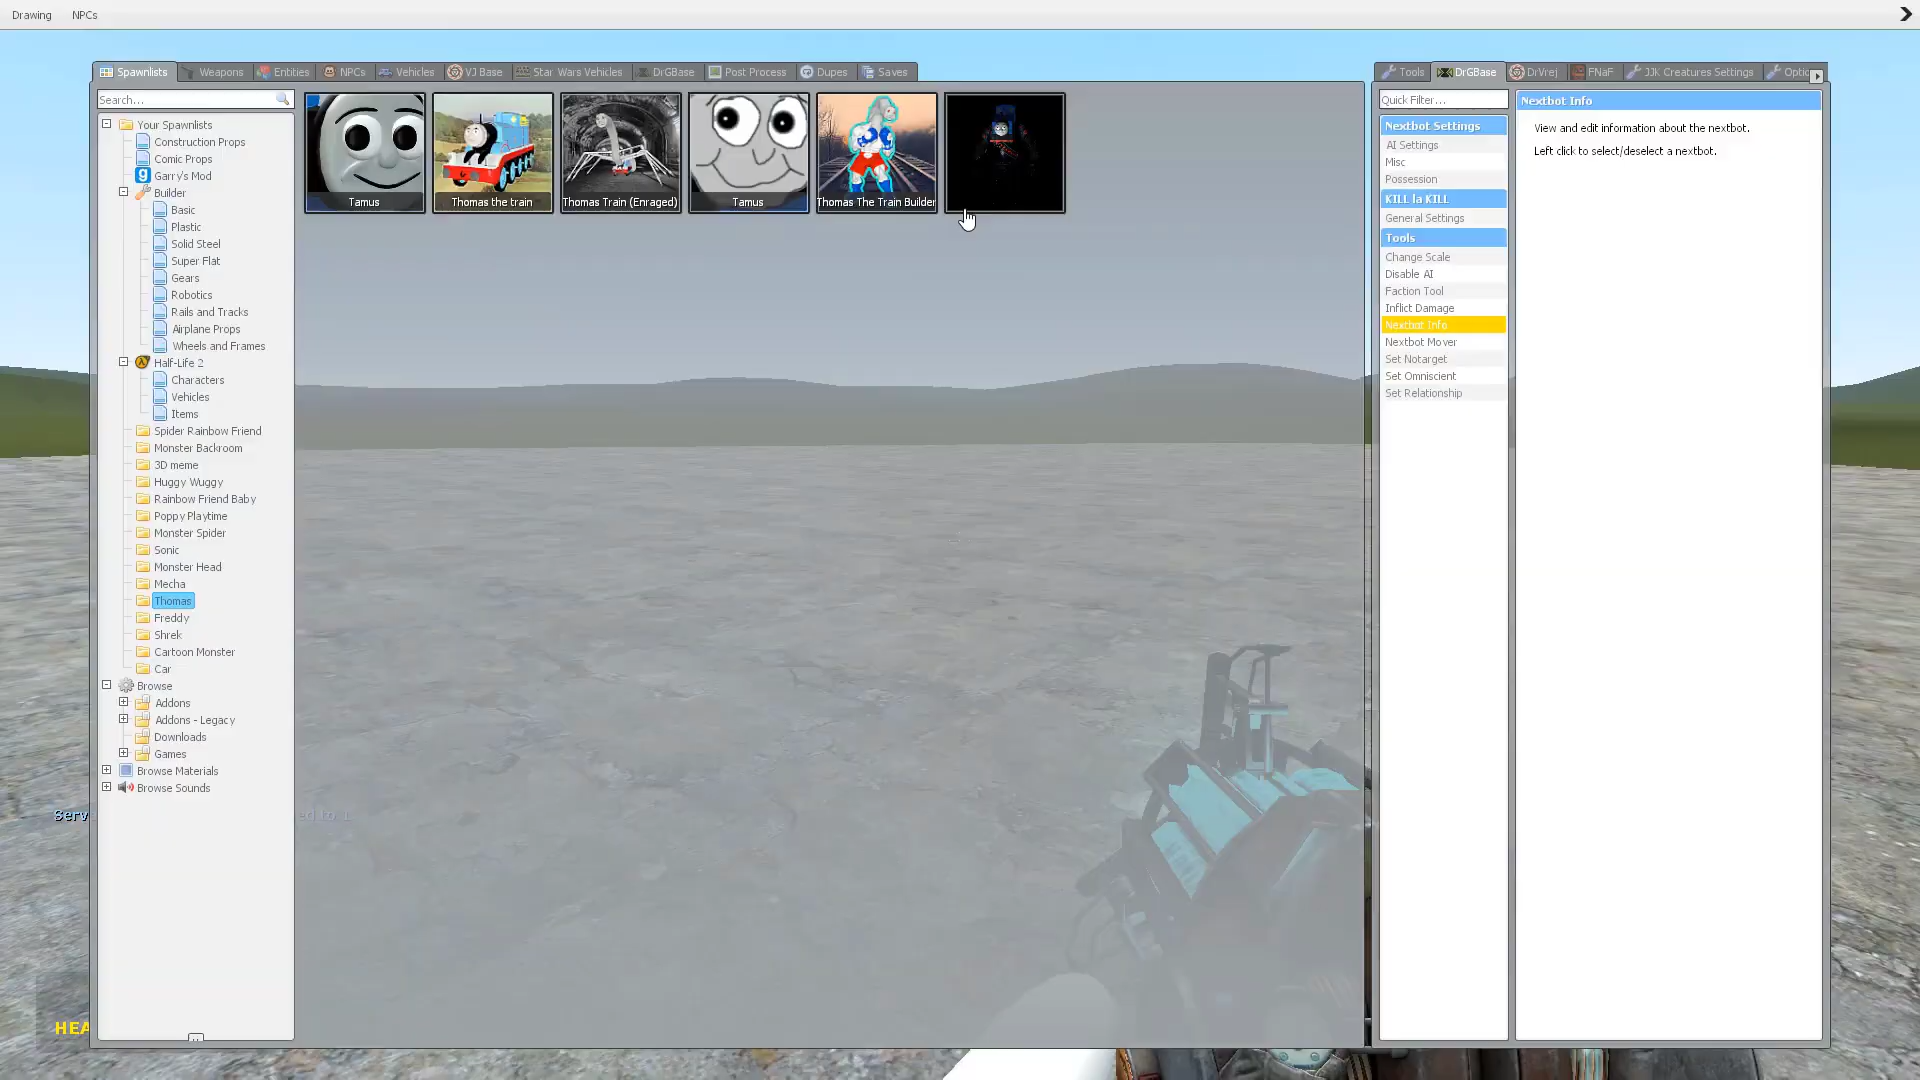 Drawing NPCs
Spawnlists Weapons Entities NPCs Vehicles VJ Base Star Wars Vehicles DrGBase Post Process Dupes Saves
Tools DrGBase DrVrej FNaF JJK Creatures Settings
Search...
Your Spawnlists
Construction Props
Comic Props
Garry's Mod
Builder
Basic
Plastic
Solid Steel
Super Flat
Gears
Robotics
Rails and Tracks
Airplane Props
Wheels and Frames
Half-Life 2
Characters
Vehicles
Items
Spider Rainbow Friend
Monster Backroom
3D meme
Huggy Wuggy
Rainbow Friend Baby
Poppy Playtime
Monster Spider
Sonic
Monster Head
Mecha
Thomas
Freddy
Shrek
Cartoon Monster
Car
Browse
Addons
Addons - Legacy
Downloads
Games
Browse Materials
Browse Sounds
Tamus
Thomas the train
Thomas Train (Enraged)
Tamus
Thomas The Train Builder
Quick Filter...
Nextbot Settings
AI Settings
Misc
Possession
KILL la KILL
General Settings
Tools
Change Scale
Disable AI
Faction Tool
Inflict Damage
Nextbot Info
Nextbot Mover
Set Notarget
Set Omniscient
Set Relationship
Nextbot Info
View and edit information about the nextbot.
Left click to select/deselect a nextbot.
Serv
HEA